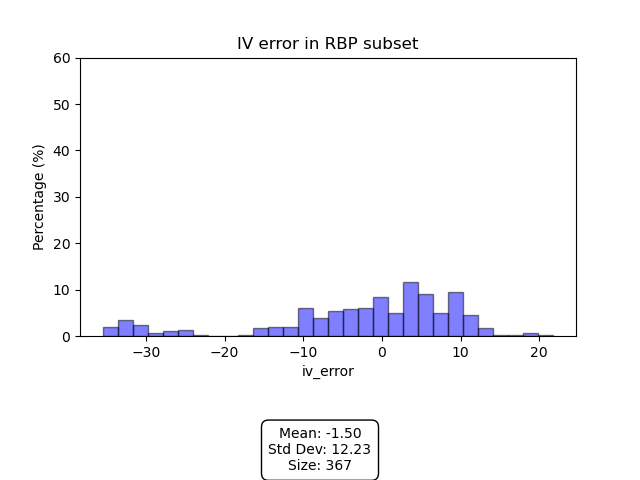 IV error in RBP subset
60
50
40
30
20
10
0
Percentage (%)
−30
−20
−10
0
10
20
iv_error
Mean: -1.50
Std Dev: 12.23
Size: 367